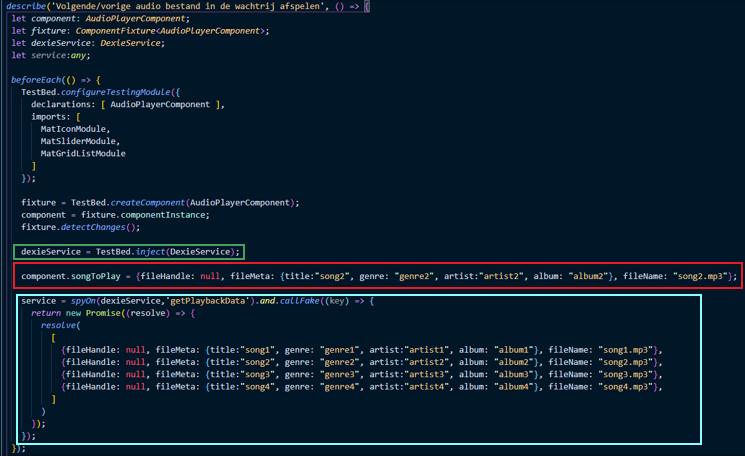 describe('Volgende/vorige audio bestand in de wachtrij afspelen', () => {
let component: AudioPlayerComponent;
let fixture: ComponentFixture<AudioPlayerComponent>;
let dexieService: DexieService;
let service:any;
beforeEach(() => {
TestBed.configureTestingModule({
declarations: [ AudioPlayerComponent ],
imports: [
MatIconModule,
MatSliderModule,
MatGridListModule
]
});
fixture = TestBed.createComponent(AudioPlayerComponent);
component = fixture.componentInstance;
fixture.detectChanges();
dexieService = TestBed.inject(DexieService);
component.songToPlay = {fileHandle: null, fileMeta: {title:"song2", genre: "genre2", artist:"artist2", album: "album2"}, fileName: "song2.mp3"};
service = spyOn(dexieService,'getPlaybackData').and.callFake((key) => {
return new Promise((resolve) => {
resolve(
[
{fileHandle: null, fileMeta: {title:"song1", genre: "genre1", artist:"artist1", album: "album1"}, fileName: "song1.mp3"},
{fileHandle: null, fileMeta: {title:"song2", genre: "genre2", artist:"artist2", album: "album2"}, fileName: "song2.mp3"},
{fileHandle: null, fileMeta: {title:"song3", genre: "genre3", artist:"artist3", album: "album3"}, fileName: "song3.mp3"},
{fileHandle: null, fileMeta: {title:"song4", genre: "genre4", artist:"artist4", album: "album4"}, fileName: "song4.mp3"},
]
)
});
});
});